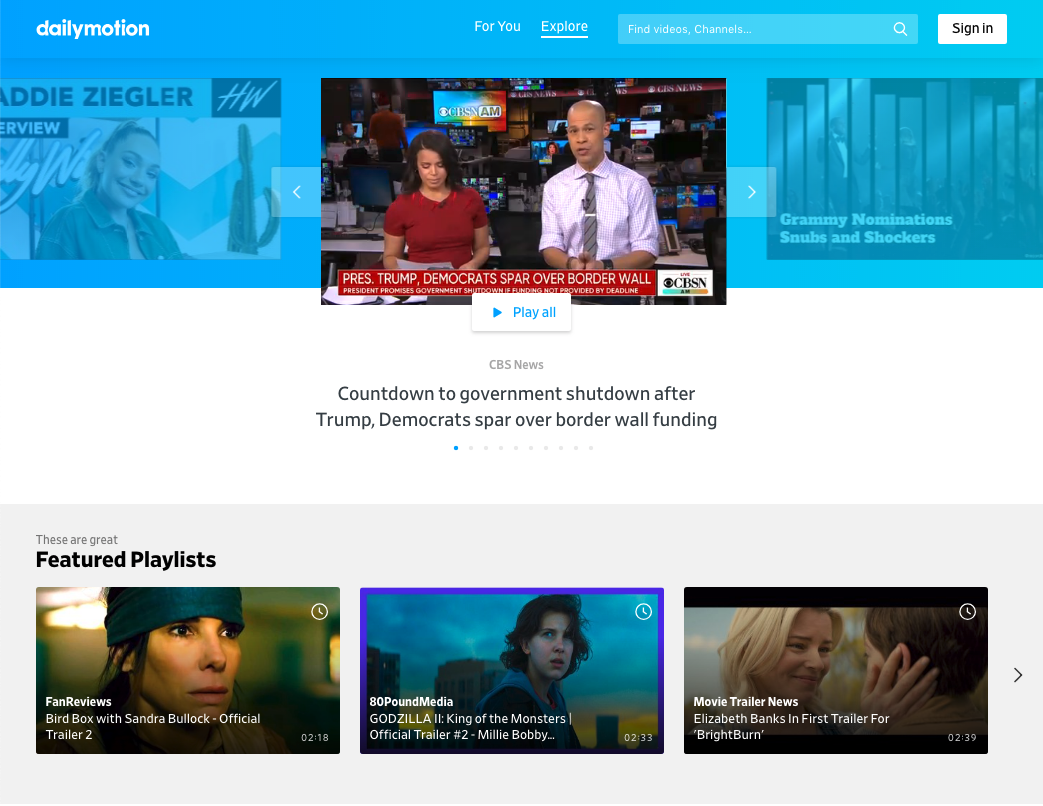 dailymotion
For You
Explore
Find videos, Channels...
Sign in
ADDIE ZIEGLER
HW
ERVIEW
CBSN AM
CBS NEWS
CBS NEWS
Grammy Nominations
Snubs and Shockers
PRES. TRUMP, DEMOCRATS SPAR OVER BORDER WALL
PRESIDENT PROMISES GOVERNMENT SHUTDOWN IF FUNDING NOT PROVIDED BY DEADLINE
LIVE
CBSN
AM
Play all
CBS News
Countdown to government shutdown after
Trump, Democrats spar over border wall funding
These are great
Featured Playlists
FanReviews
Bird Box with Sandra Bullock - Official
Trailer 2
02:18
80PoundMedia
GODZILLA II: King of the Monsters |
Official Trailer #2 - Millie Bobby...
02:33
Movie Trailer News
Elizabeth Banks In First Trailer For
'BrightBurn'
02:39